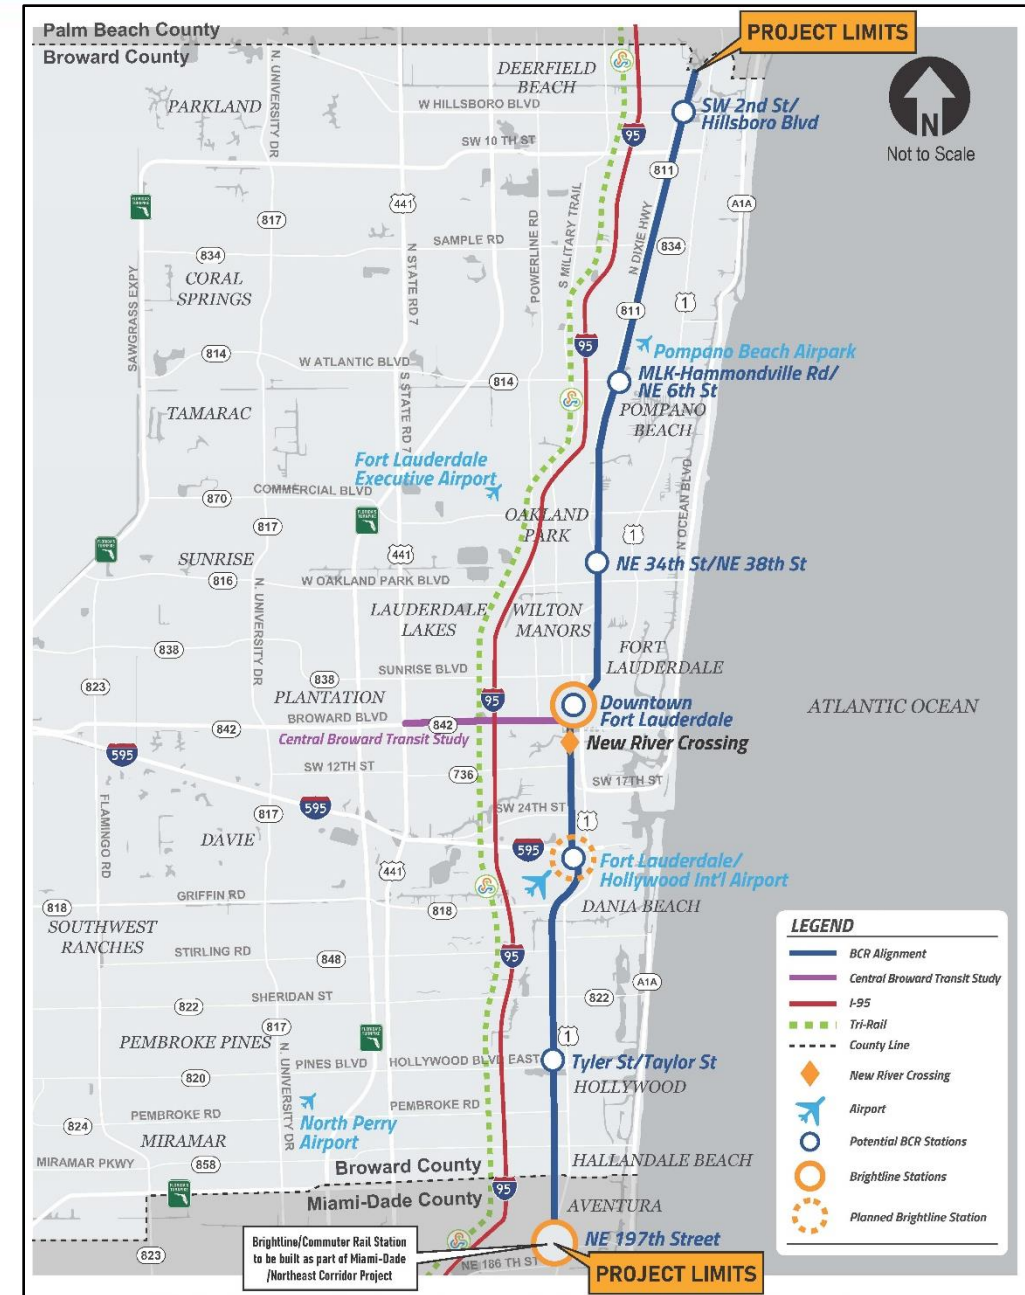 Palm Beach County
Broward County
PROJECT LIMITS
DEERFIELD
BEACH
N. UNIVERSITY DR
PARKLAND
W HILLSBORO BLVD
SW 2nd St/
Hillsboro Blvd
N
Not to Scale
95
SW 10 TH ST
811
441
A1A
817
S MILITARY TRAIL
POWERLINE RD
N DIXIE HWY
SAMPLE RD
834
834
N STATE RD 7
CORAL
SPRINGS
SAWGRASS EXPY
1
811
95
Pompano Beach Airpark
814
W ATLANTIC BLVD
814
MLK-Hammondville Rd/
NE 6th St
S STATE RD 7
TAMARAC
POMPANO
BEACH
Fort Lauderdale
Executive Airport
N OCEAN BLVD
870
COMMERCIAL BLVD
OAKLAND
PARK
817
1
441
SUNRISE
NE 34th St/NE 38th St
816
W OAKLAND PARK BLVD
N. UNIVERSITY DR
LAUDERDALE
LAKES
WILTON
MANORS
838
FORT
LAUDERDALE
SUNRISE BLVD
838
823
PLANTATION
95
Downtown
Fort Lauderdale
ATLANTIC OCEAN
BROWARD BLVD
842
842
Central Broward Transit Study
New River Crossing
595
SW 12TH ST
736
SW 17TH ST
595
SW 24TH ST
817
1
FLAMINGO RD
DAVIE
595
441
Fort Lauderdale/
Hollywood Int'l Airport
GRIFFIN RD
818
818
DANIA BEACH
SOUTHWEST
RANCHES
STIRLING RD
848
95
A1A
SHERIDAN ST
822
822
817
PEMBROKE PINES
1
N. UNIVERSITY DR
PINES BLVD
HOLLYWOOD BLVD EAST
Tyler St/Taylor St
820
HOLLYWOOD
North Perry
Airport
PEMBROKE RD
PEMBROKE RD
824
MIRAMAR
MIRAMAR PKWY
858
HALLANDALE BEACH
Broward County
Miami-Dade County
95
AVENTURA
823
Brightline/Commuter Rail Station
to be built as part of Miami-Dade
/Northeast Corridor Project
NE 197th Street
NE 186 TH ST
PROJECT LIMITS
LEGEND
BCR Alignment
Central Broward Transit Study
I-95
Tri-Rail
County Line
New River Crossing
Airport
Potential BCR Stations
Brightline Stations
Planned Brightline Station